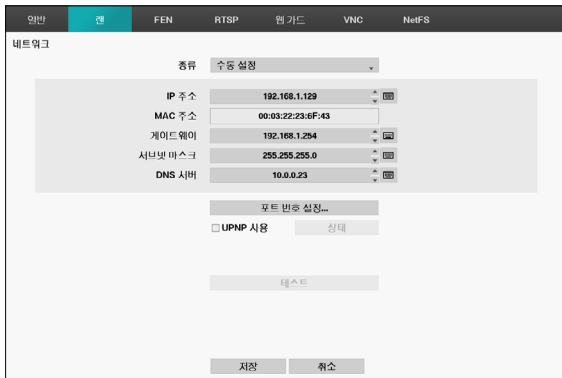 일반 랜 FEN RTSP 웹 가드 VNC NetFS
네트워크
종류 수동 설정
IP 주소 192.168.1.129
MAC 주소 00:03:22:23:6F:43
게이트웨이 192.168.1.254
서브넷 마스크 255.255.255.0
DNS 서버 10.0.0.23
포트 번호 설정...
UPNP 사용 상태
테스트
저장 취소